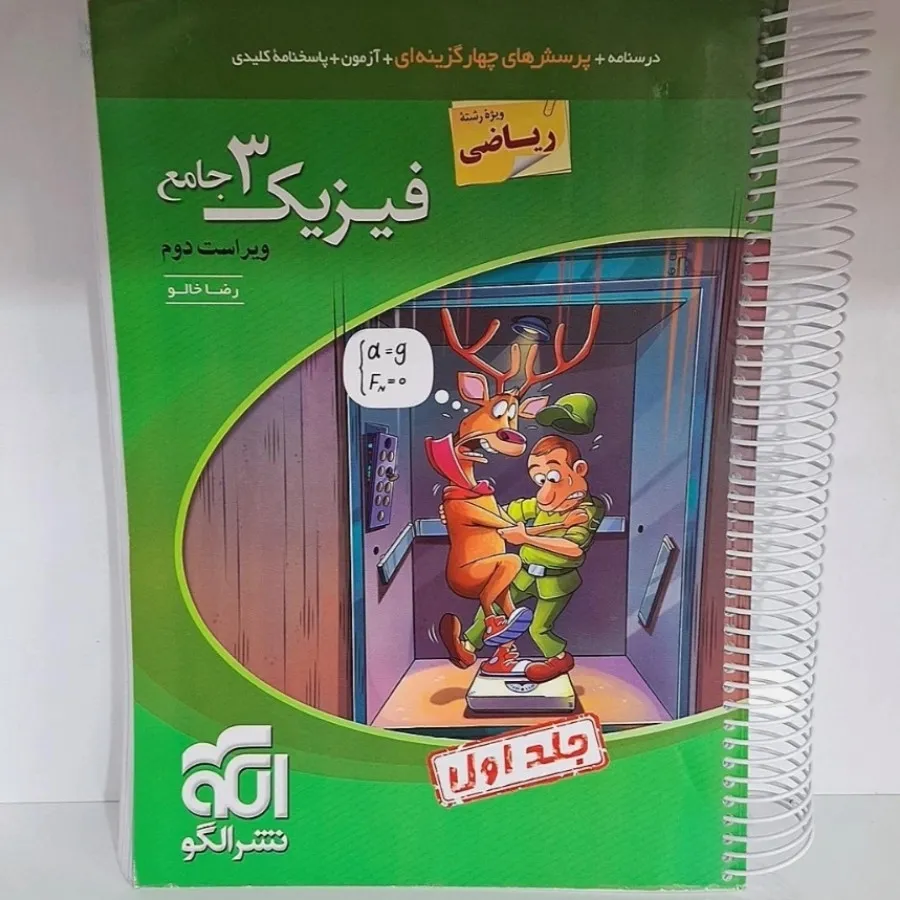 درسنامه + پرسش‌های چهارگزینه‌ای + آزمون + پاسخنامهٔ کلیدی
ویژهٔ رشتهٔ
ریاضی
فیزیک ۳ جامع
ویراست دوم
رضا خالو
a=g
F_N=0
جلد اول
الگو
نشر الگو